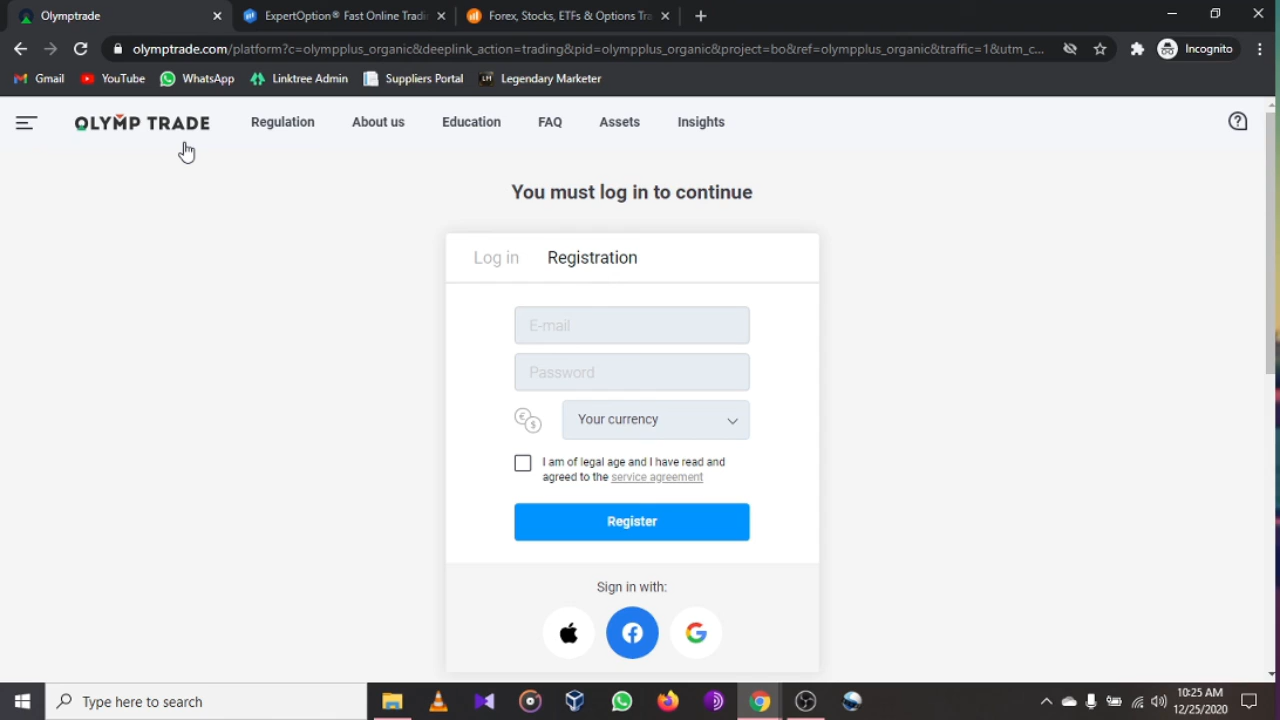 Olymptrade
ExpertOption® Fast Online Tradi
Forex, Stocks, ETFs & Options Tra
olymptrade.com/platform?c=olympplus_organic&deeplink_action=trading&pid=olympplus_organic&project=bo&ref=olympplus_organic&traffic=1&utm_c...
Incognito
Gmail
YouTube
WhatsApp
Linktree Admin
Suppliers Portal
LM
Legendary Marketer
OLYMP TRADE
Regulation
About us
Education
FAQ
Assets
Insights
You must log in to continue
Log in
Registration
E-mail
Password
Your currency
I am of legal age and I have read and
agreed to the service agreement
Register
Sign in with:
Type here to search
10:25 AM
12/25/2020